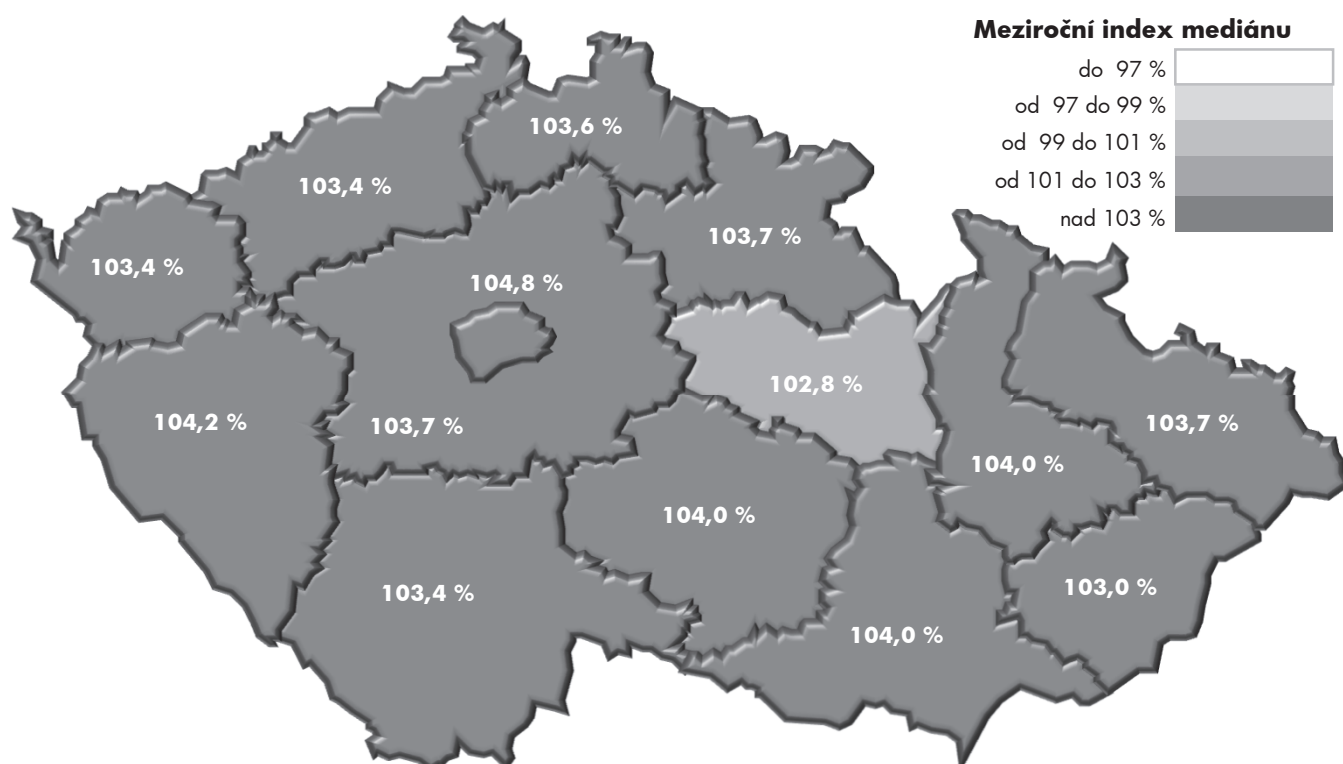 Meziroční index mediánu
do 97 %
od 97 do 99 %
od 99 do 101 %
od 101 do 103 %
nad 103 %
103,6 %
103,4 %
103,7 %
103,4 %
104,8 %
102,8 %
104,2 %
103,7 %
103,7 %
104,0 %
104,0 %
103,4 %
103,0 %
104,0 %